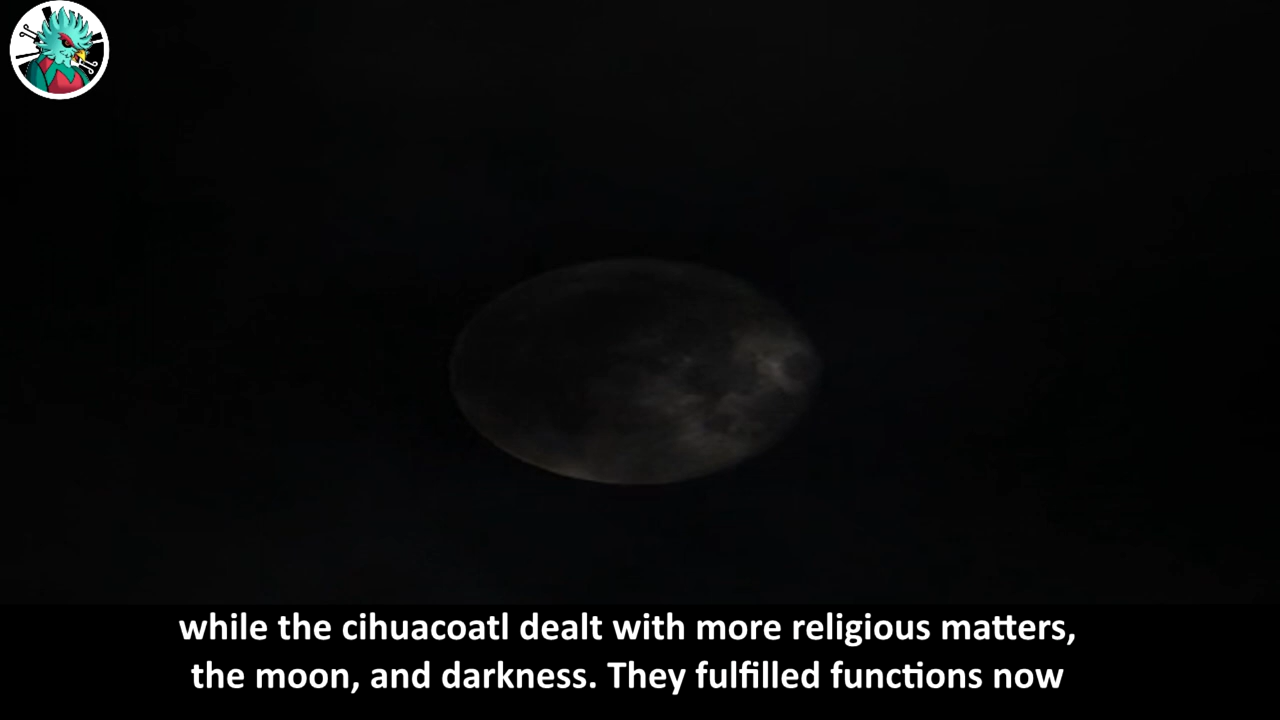 while the cihuacoatl dealt with more religious matters,
the moon, and darkness. They fulfilled functions now